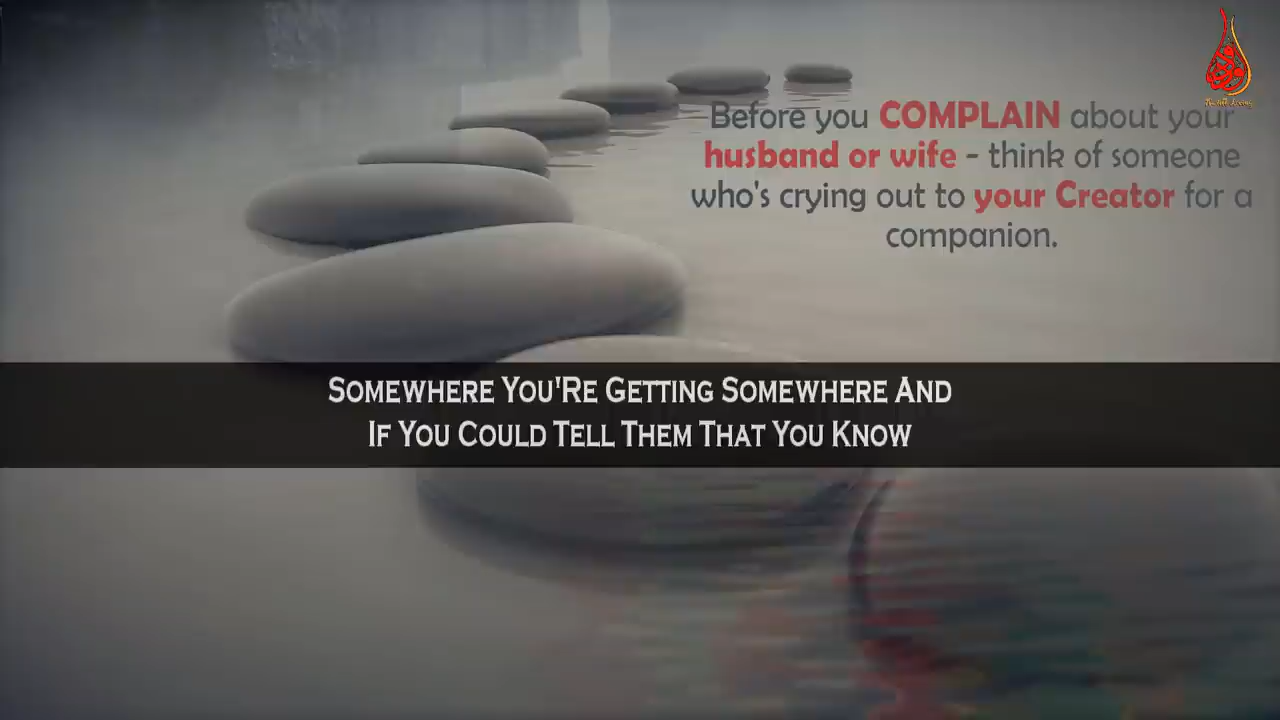 Before you COMPLAIN about your
husband or wife - think of someone
who's crying out to your Creator for a
companion.
Somewhere You'Re Getting Somewhere And
If You Could Tell Them That You Know